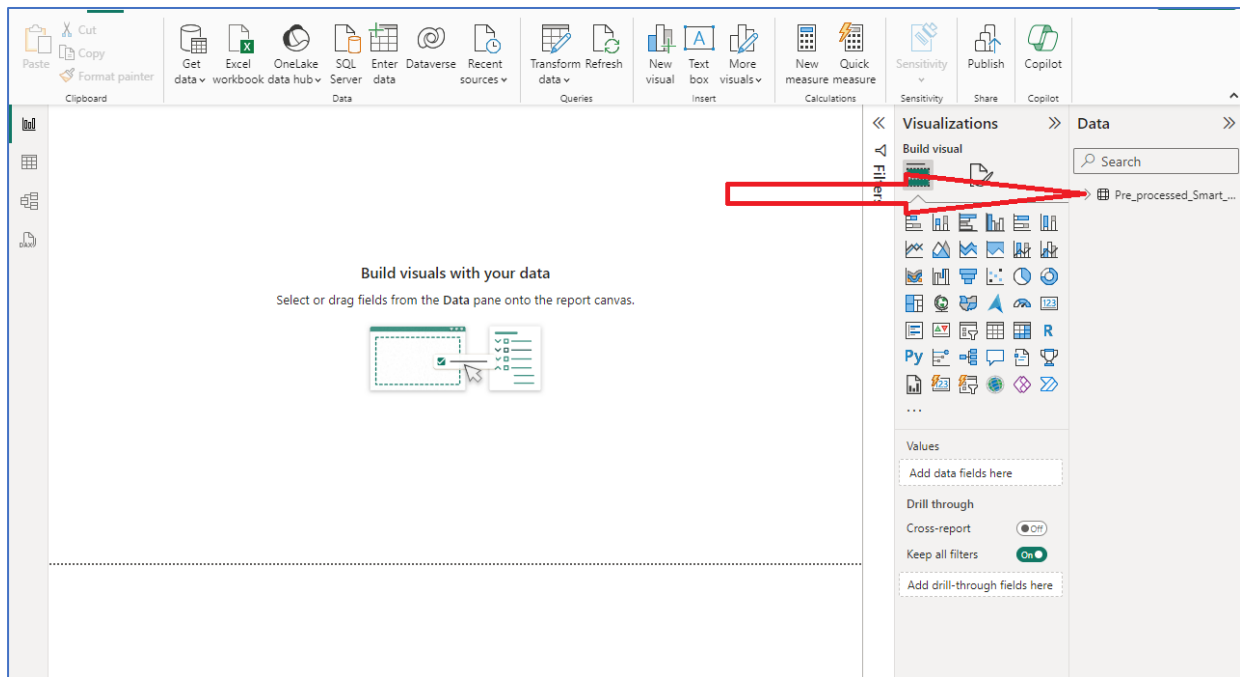 Paste
Cut
Copy
Format painter
Clipboard
Get data
Excel workbook
OneLake data hub
SQL Server
Enter data
Dataverse
Recent sources
Data
Transform data
Refresh
Queries
New visual
Text box
More visuals
Insert
New measure
Quick measure
Calculations
Sensitivity
Sensitivity
Publish
Share
Copilot
Copilot
Build visuals with your data
Select or drag fields from the Data pane onto the report canvas.
Filters
Visualizations
Build visual
123
R
Py
DAX
...
Values
Add data fields here
Drill through
Cross-report
Off
Keep all filters
On
Add drill-through fields here
Data
Search
Pre_processed_Smart_...